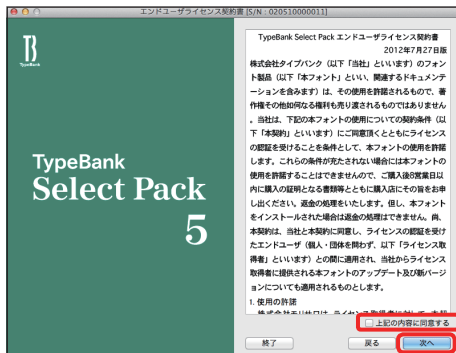 エンドユーザライセンス契約書 [S/N : 020510000011]
TB
TypeBank
TypeBank
Select Pack
5
TypeBank Select Pack エンドユーザライセンス契約書
2012年7月27日版
株式会社タイプバンク（以下「当社」といいます）のフォン
ト製品（以下「本フォント」といい、関連するドキュメンテ
ーションを含みます）は、その使用を許諾されるもので、著
作権その他如何なる権利も売り渡されるものではありません
。当社は、下記の本フォントの使用についての契約条件（以
下「本契約」といいます）にご同意頂くとともにライセンス
の認証を受けることを条件として、本フォントの使用を許諾
します。これらの条件が充たされない場合には本フォントの
使用を許諾することはできませんので、ご購入後8営業日以
内に購入の証明となる書類等とともに購入店にその旨をお申
し出ください。返金の処理をいたします。但し、本フォント
をインストールされた場合は返金の処理はできません。尚、
本契約は、当社と本契約に同意し、ライセンスの認証を受け
たエンドユーザ（個人・団体を問わず、以下「ライセンス取
得者」といいます）との間に適用され、当社からライセンス
取得者に提供される本フォントのアップデート及び新バージ
ョンについても適用されるものとします。
1. 使用の許諾
株式会社モリサワは、ライセンス取得者に対して、本契
上記の内容に同意する
終了
戻る
次へ